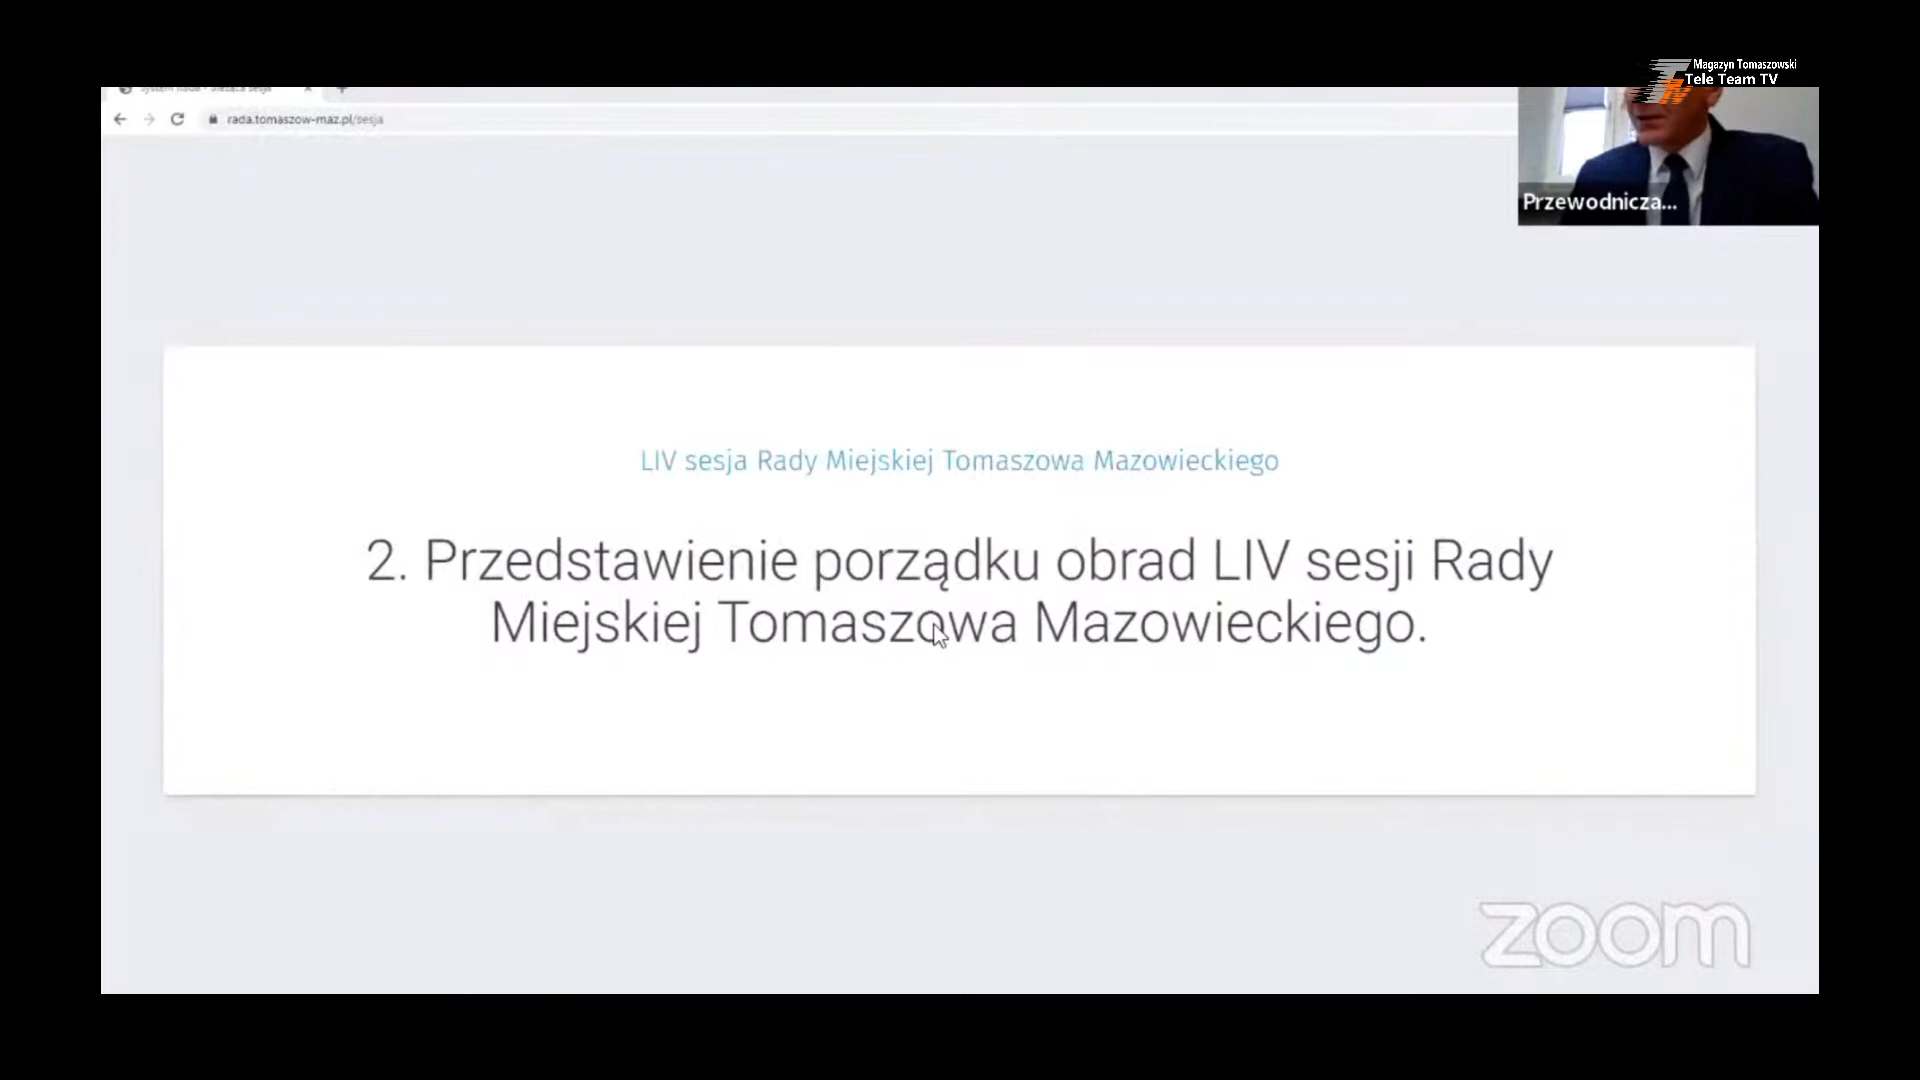 Magazyn Tomaszowski
Tele Team TV
rada.tomaszow-maz.pl/sesja
Przewodnicza...
LIV sesja Rady Miejskiej Tomaszowa Mazowieckiego
2. Przedstawienie porządku obrad LIV sesji Rady
Miejskiej Tomaszowa Mazowieckiego.
zoom